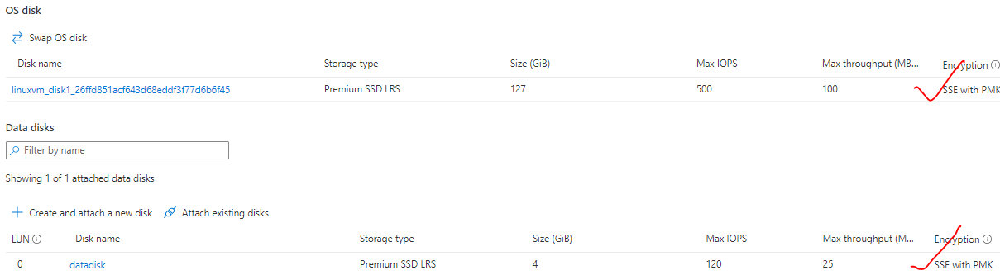 OS disk
Swap OS disk
Disk name Storage type Size (GiB) Max IOPS Max throughput (MB... Encryption
linuxvm_disk1_26ffd851acf643d68eddf3f77d6b6f45 Premium SSD LRS 127 500 100 SSE with PMK
Data disks
Filter by name
Showing 1 of 1 attached data disks
Create and attach a new disk Attach existing disks
LUN Disk name Storage type Size (GiB) Max IOPS Max throughput (M... Encryption
0 datadisk Premium SSD LRS 4 120 25 SSE with PMK